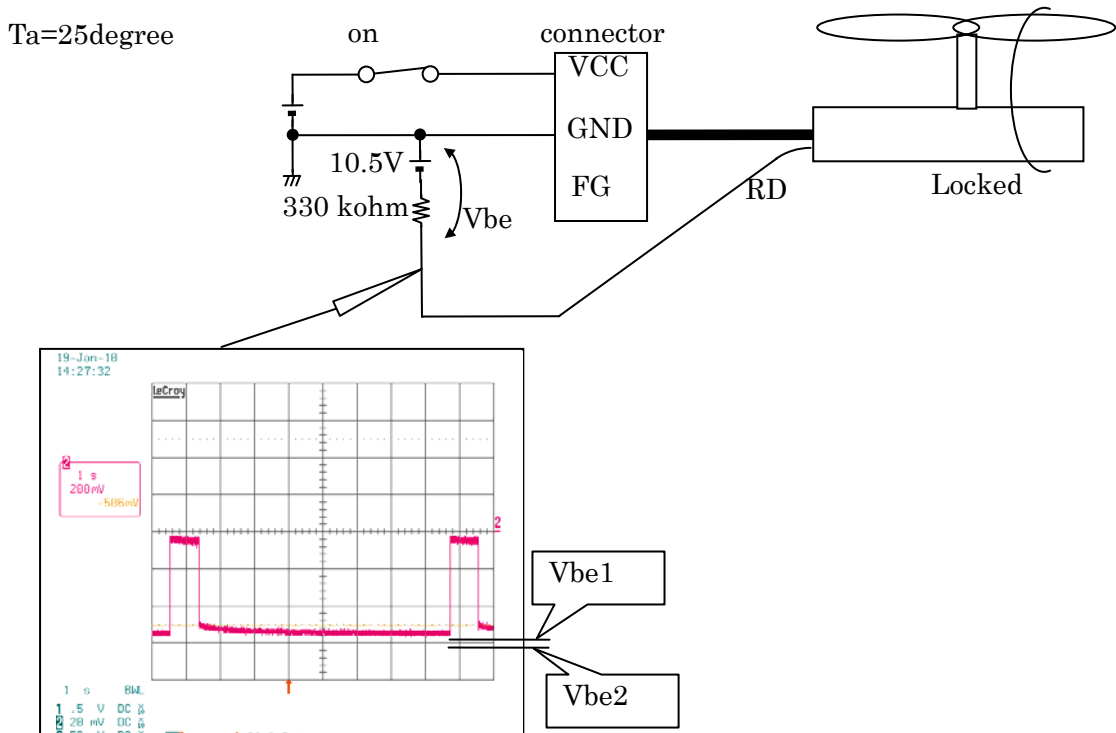 Ta=25degree
on
connector
VCC
GND
FG
10.5V
330 kohm
Vbe
RD
Locked
19-Jan-18
14:27:32
LeCroy
2
1 s
200mV
-506mV
2
Vbe1
Vbe2
1 s BWL
1 .5 V DC
2 20 mV DC